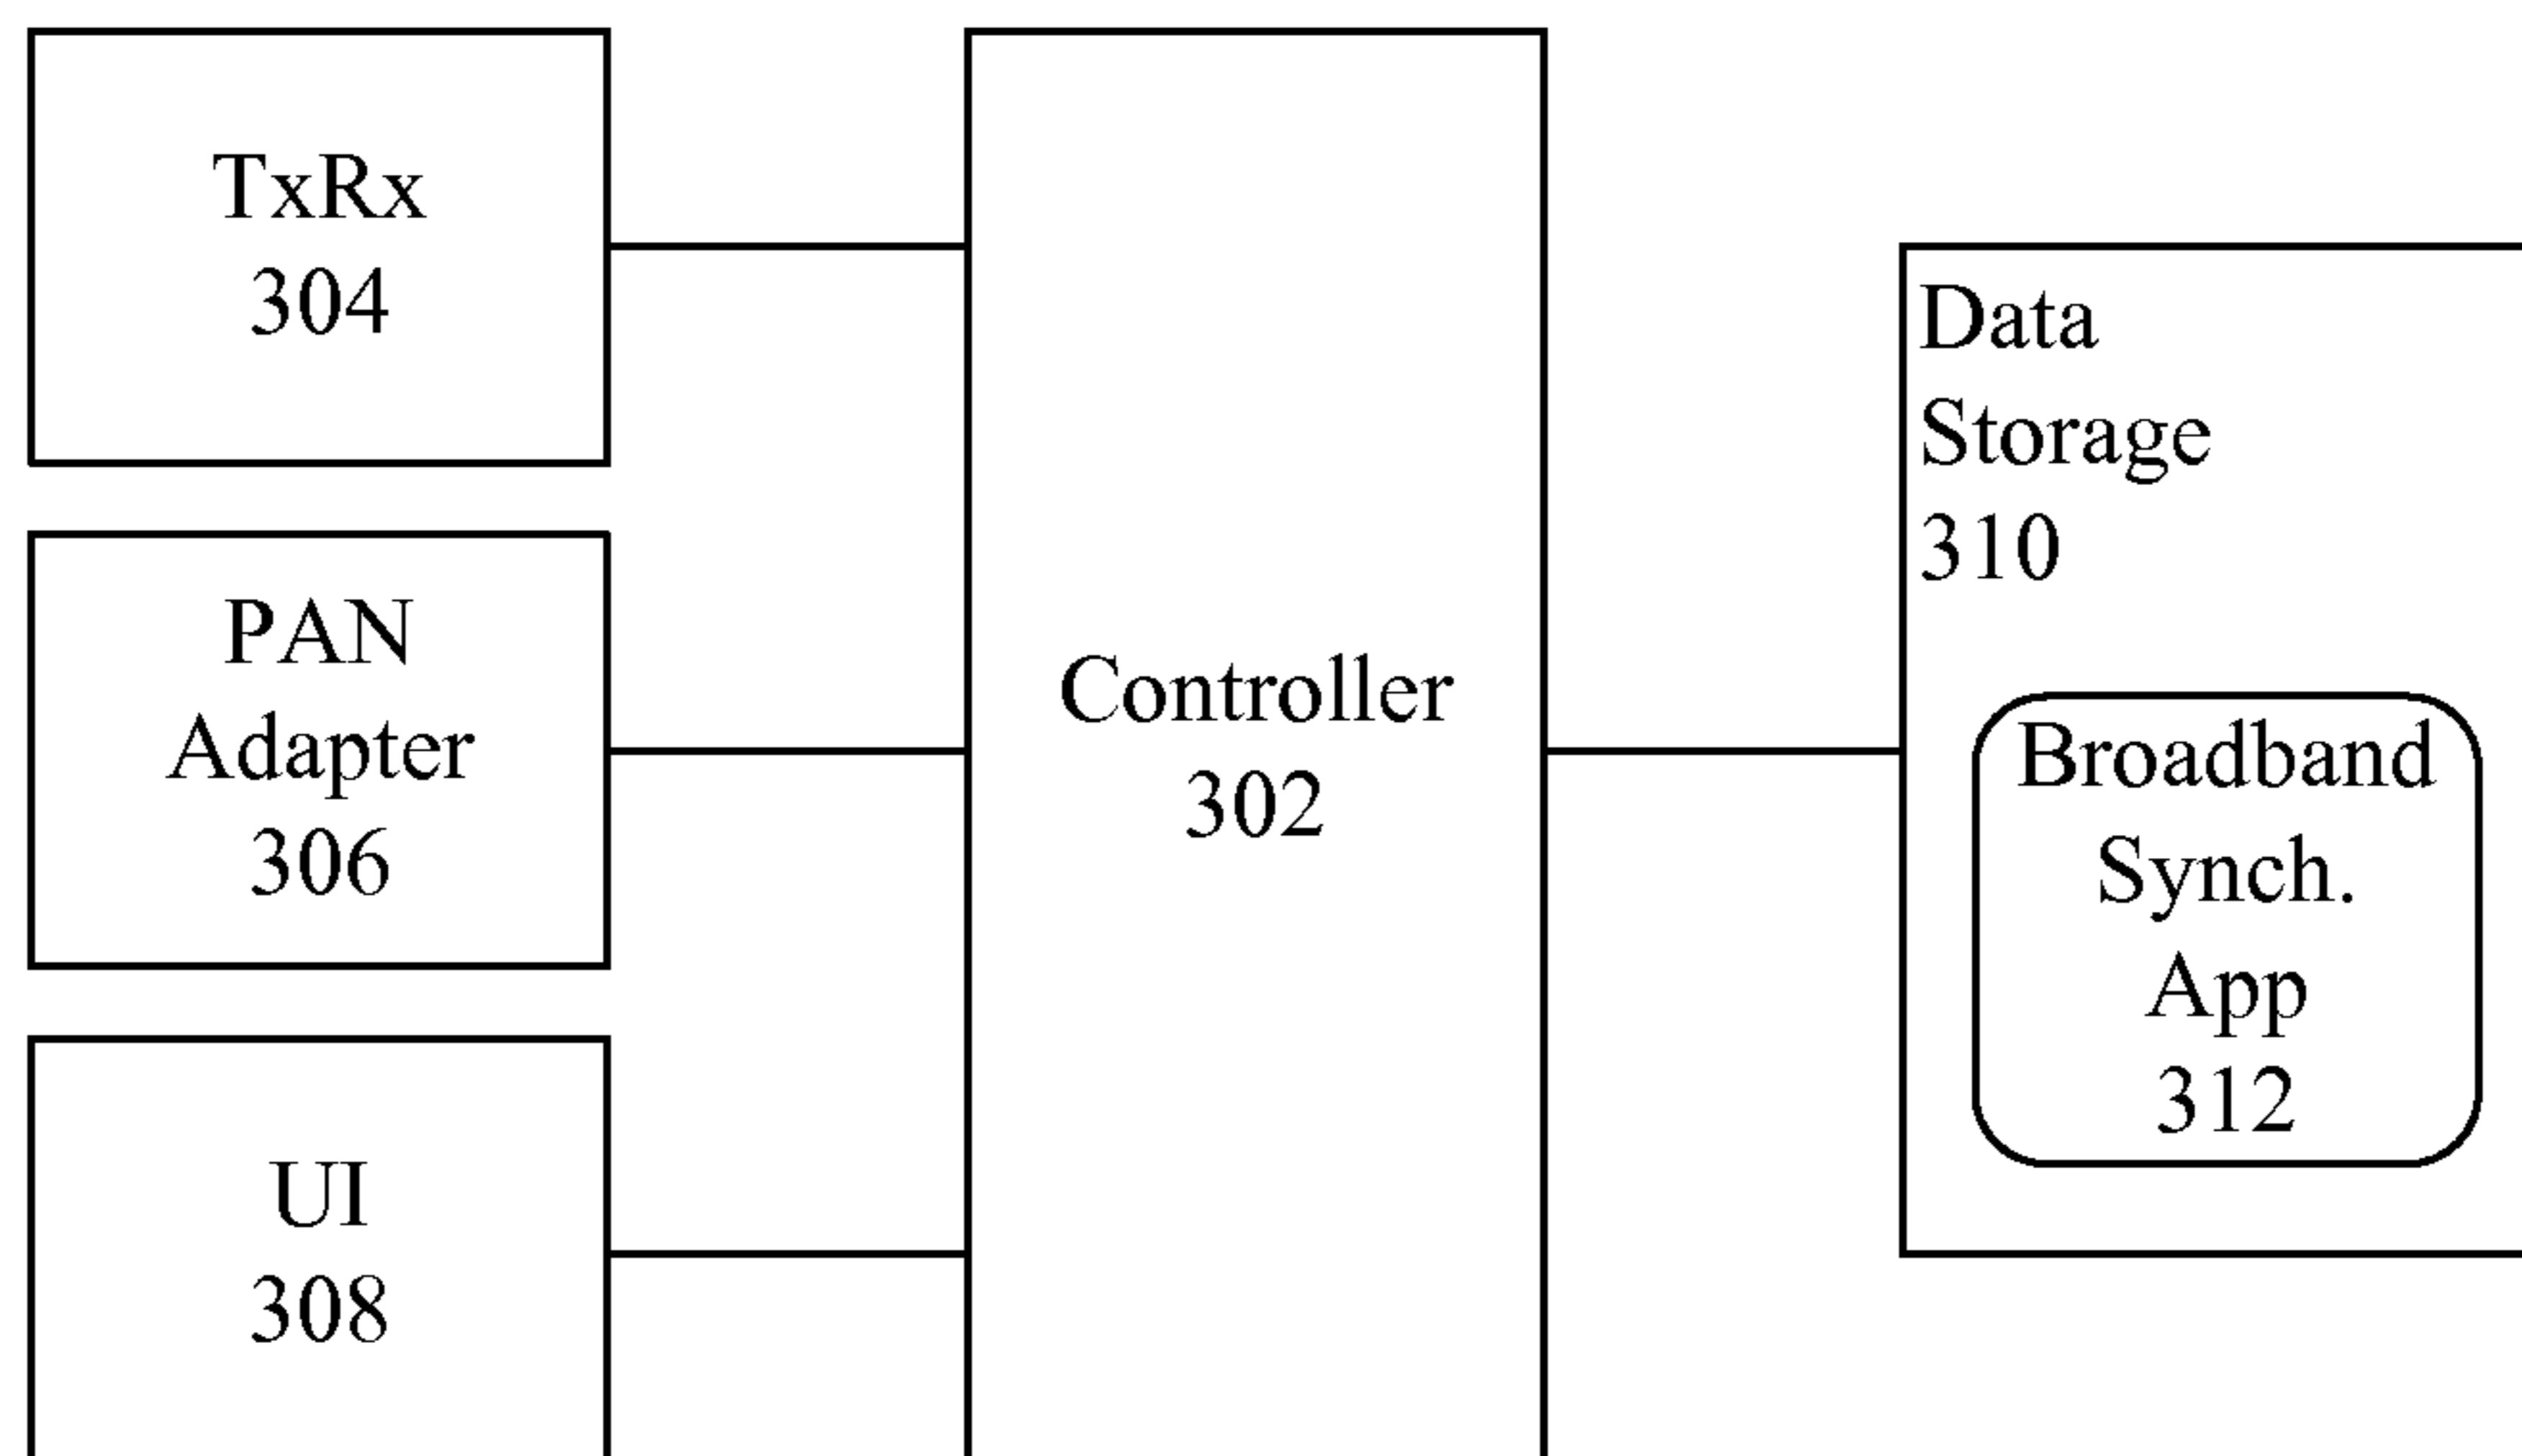 TxRx
304
PAN
Adapter
306
UI
308
Controller
302
Data
Storage
310
Broadband
Synch.
App
312